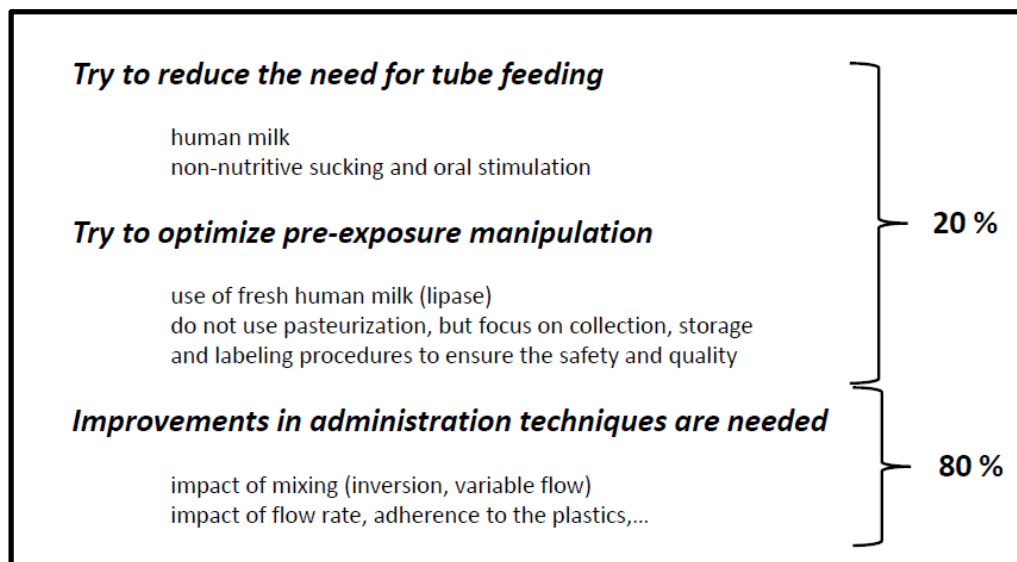 Try to reduce the need for tube feeding
human milk
non-nutritive sucking and oral stimulation
Try to optimize pre-exposure manipulation
20 %
use of fresh human milk (lipase)
do not use pasteurization, but focus on collection, storage
and labeling procedures to ensure the safety and quality
Improvements in administration techniques are needed
80 %
impact of mixing (inversion, variable flow)
impact of flow rate, adherence to the plastics,...